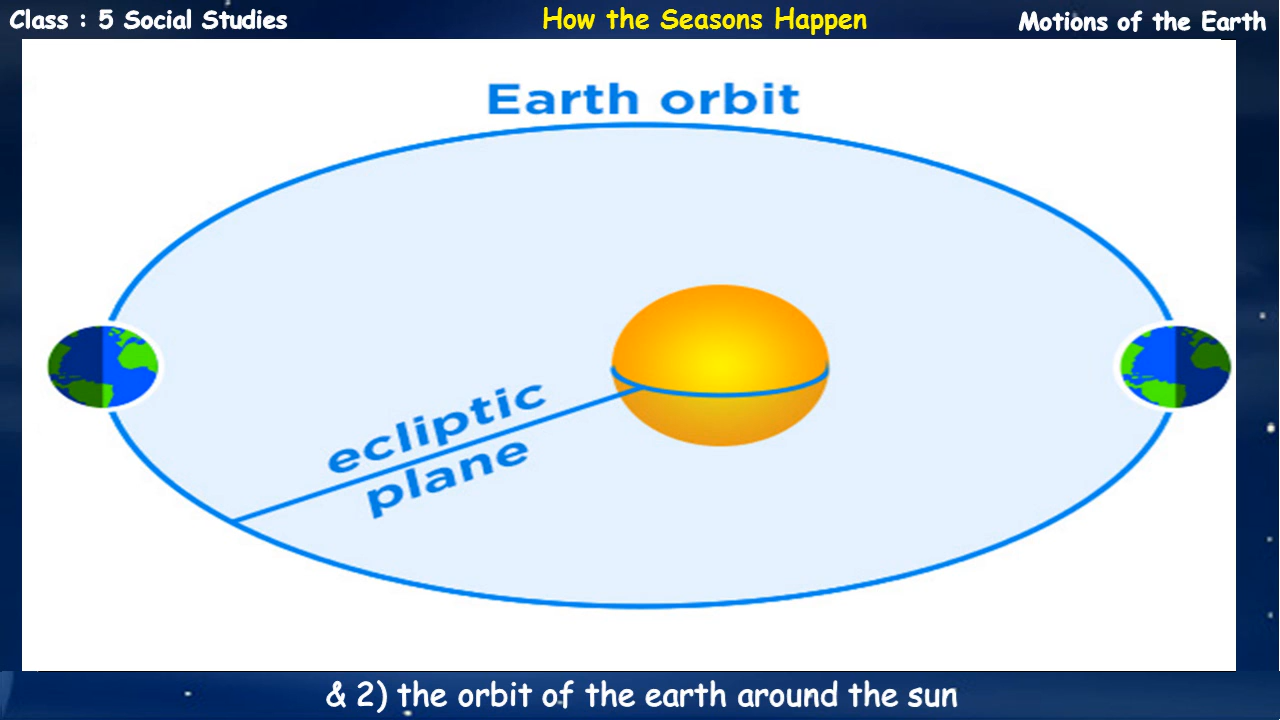 Class : 5 Social Studies
How the Seasons Happen
Motions of the Earth
Earth orbit
ecliptic
plane
& 2) the orbit of the earth around the sun